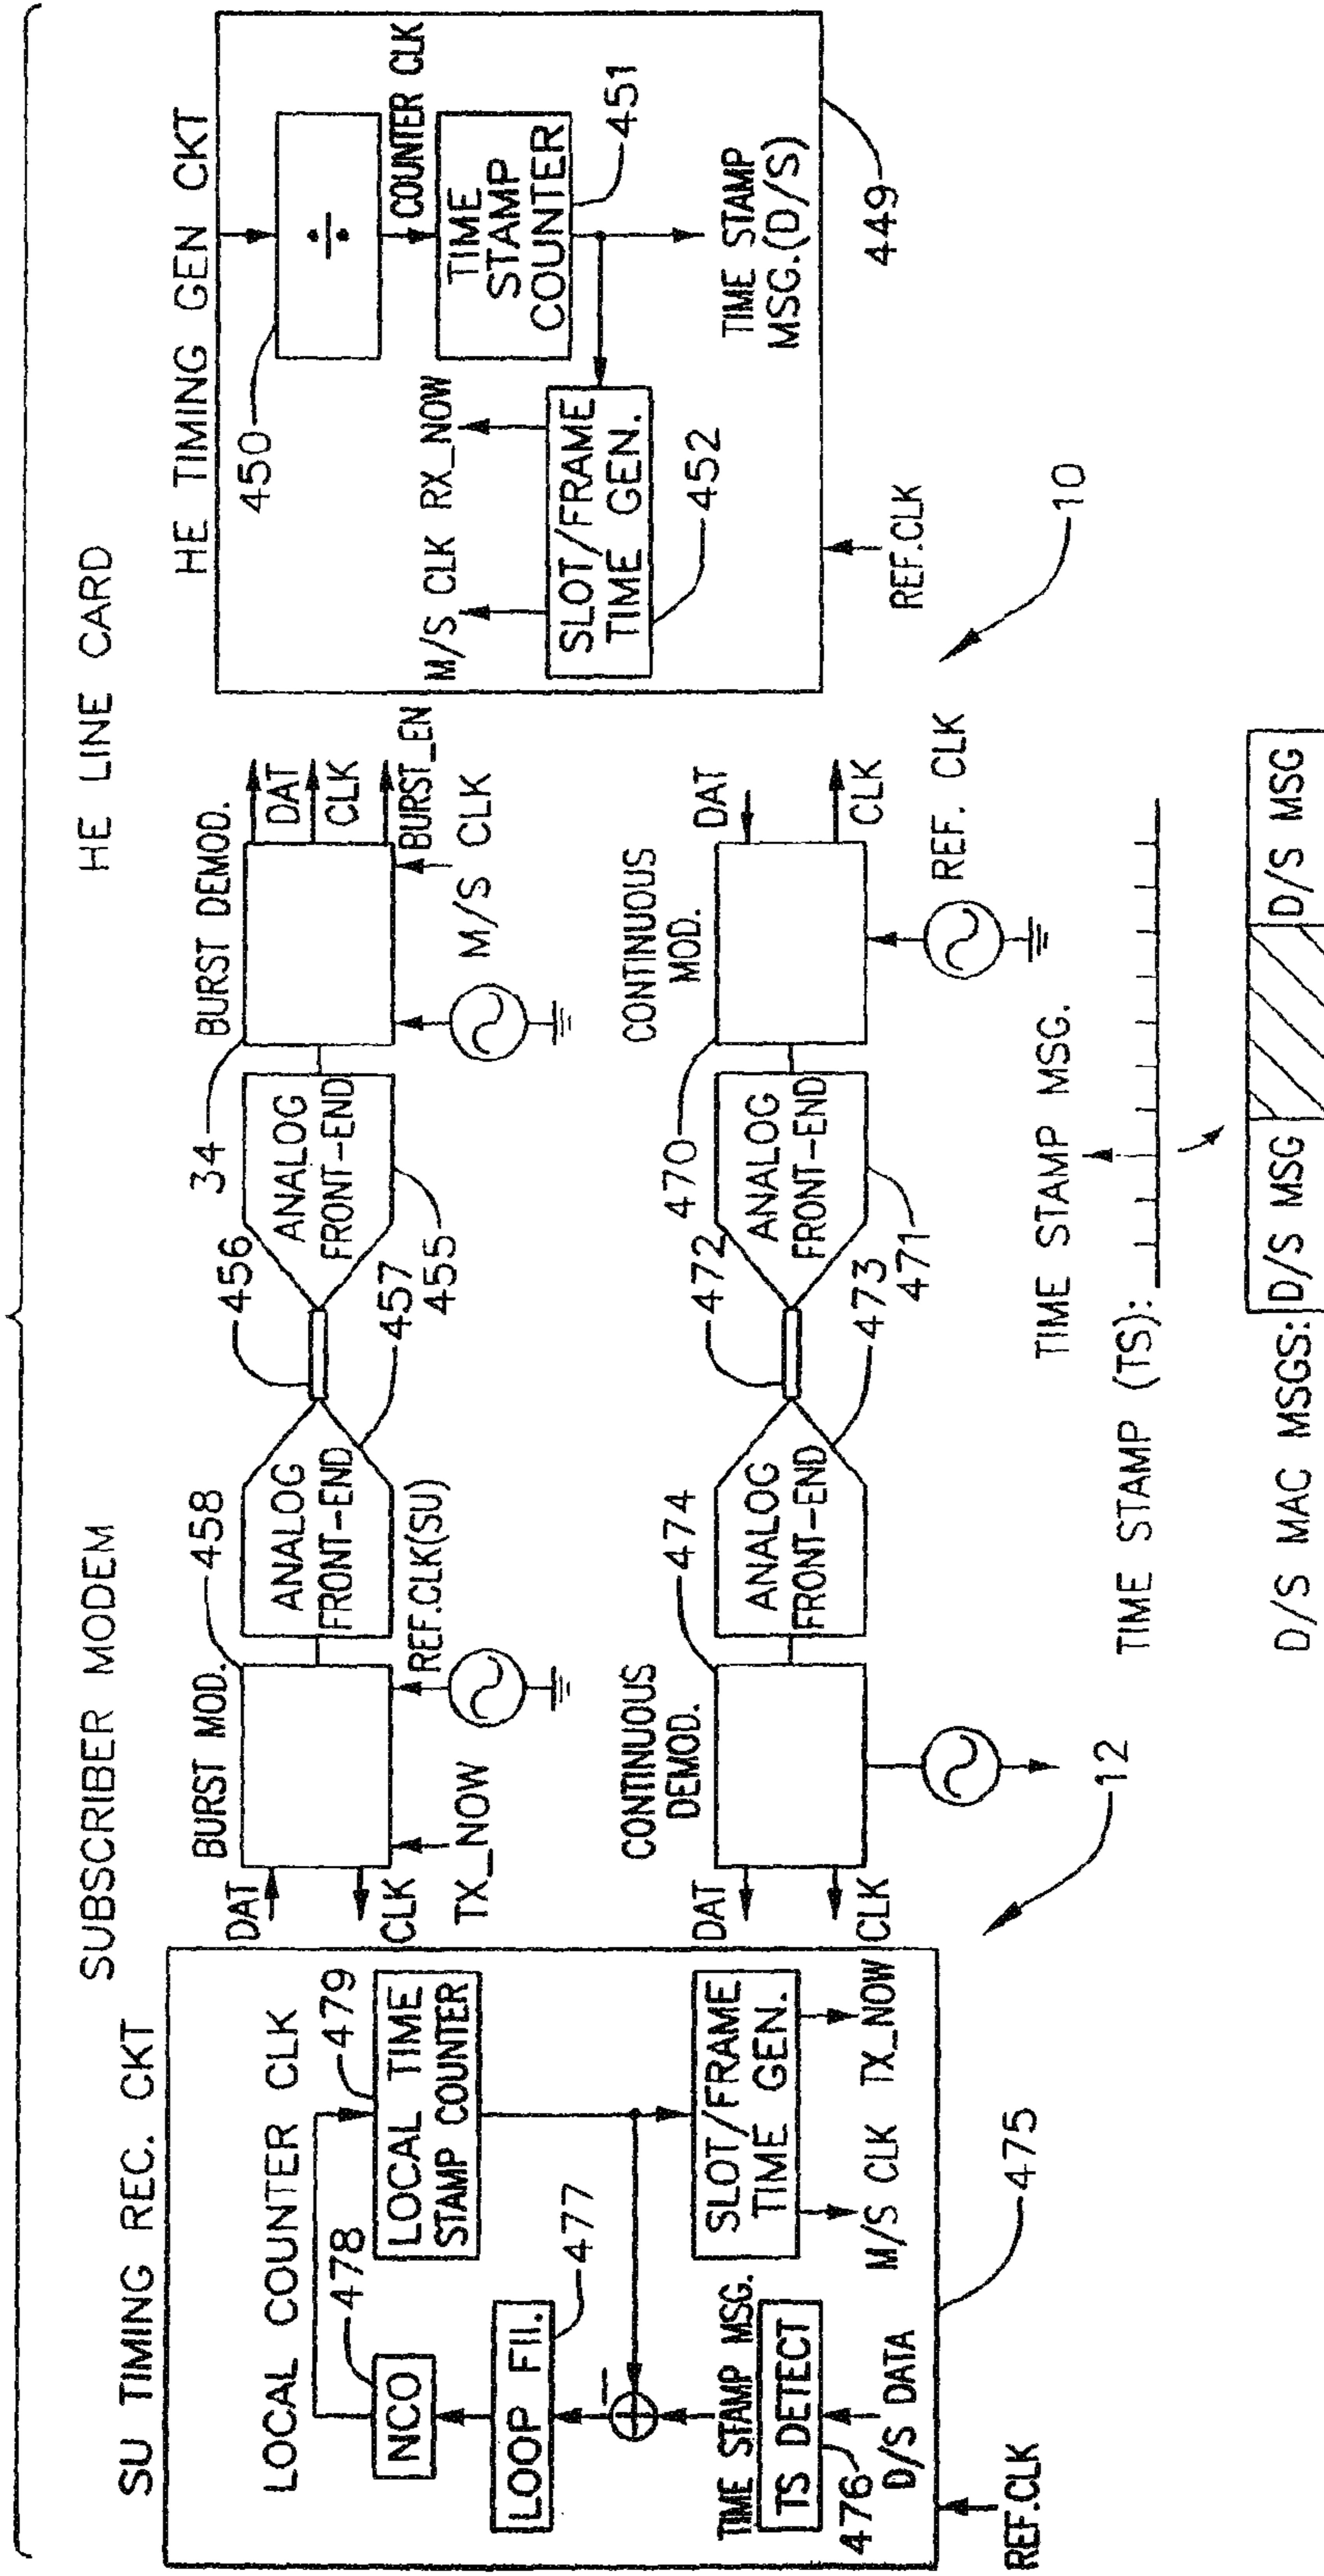 SUBSCRIBER MODEM
HE LINE CARD
SU TIMING REC. CKT
LOCAL COUNTER CLK
478
479
NCO
LOCAL TIME
STAMP COUNTER
LOOP FIL.
477
−
TIME STAMP MSG.
TS DETECT
476
D/S DATA
SLOT/FRAME
TIME GEN.
M/S CLK
TX_NOW
475
REF.CLK
BURST MOD.
458
DAT
CLK
TX_NOW
REF.CLK(SU)
ANALOG
FRONT-END
457
456
ANALOG
FRONT-END
455
34
BURST DEMOD.
DAT
CLK
BURST_EN
M/S CLK
CONTINUOUS
DEMOD.
474
DAT
CLK
12
ANALOG
FRONT-END
473
472
ANALOG
FRONT-END
471
470
CONTINUOUS
MOD.
DAT
CLK
REF. CLK
HE TIMING GEN CKT
450
÷
COUNTER CLK
TIME
STAMP
COUNTER
451
M/S CLK
RX_NOW
SLOT/FRAME
TIME GEN.
452
TIME STAMP
MSG.(D/S)
449
REF.CLK
10
TIME STAMP MSG.
TIME STAMP (TS):
D/S MAC MSGS:
D/S MSG
D/S MSG